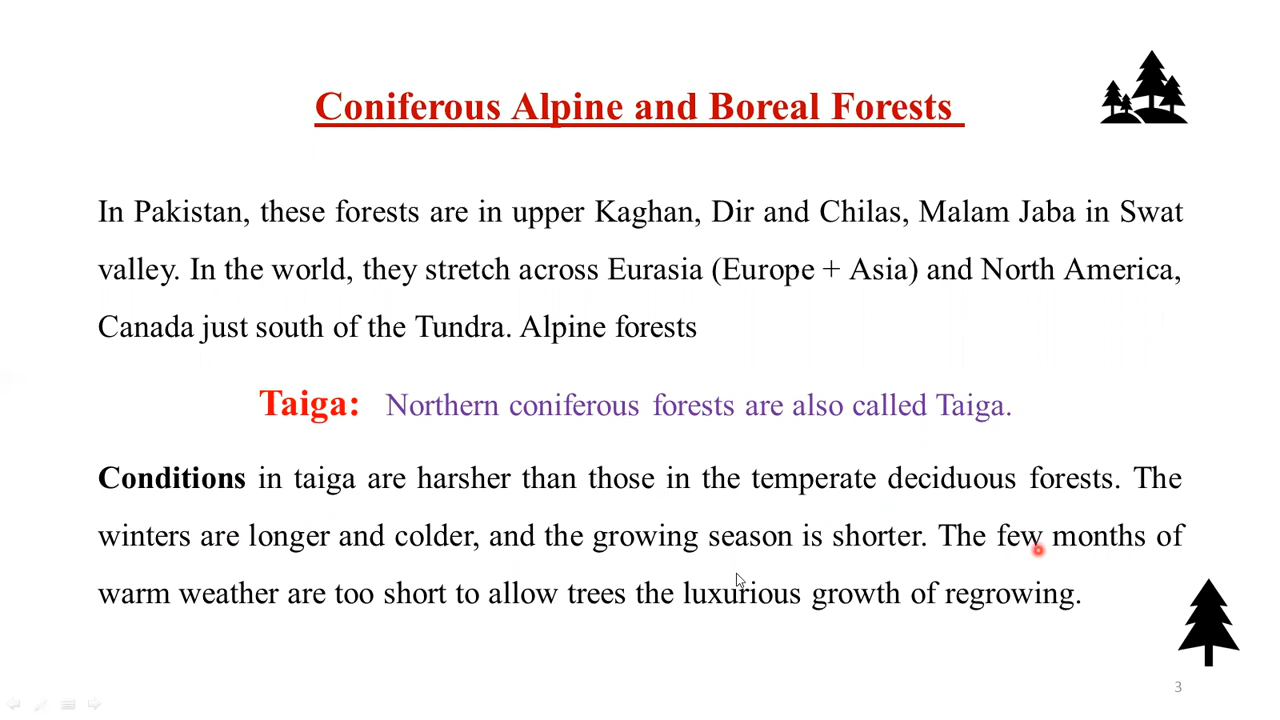 Coniferous Alpine and Boreal Forests
In Pakistan, these forests are in upper Kaghan, Dir and Chilas, Malam Jaba in Swat
valley. In the world, they stretch across Eurasia (Europe + Asia) and North America,
Canada just south of the Tundra. Alpine forests
Taiga: Northern coniferous forests are also called Taiga.
Conditions in taiga are harsher than those in the temperate deciduous forests. The
winters are longer and colder, and the growing season is shorter. The few months of
warm weather are too short to allow trees the luxurious growth of regrowing.
3